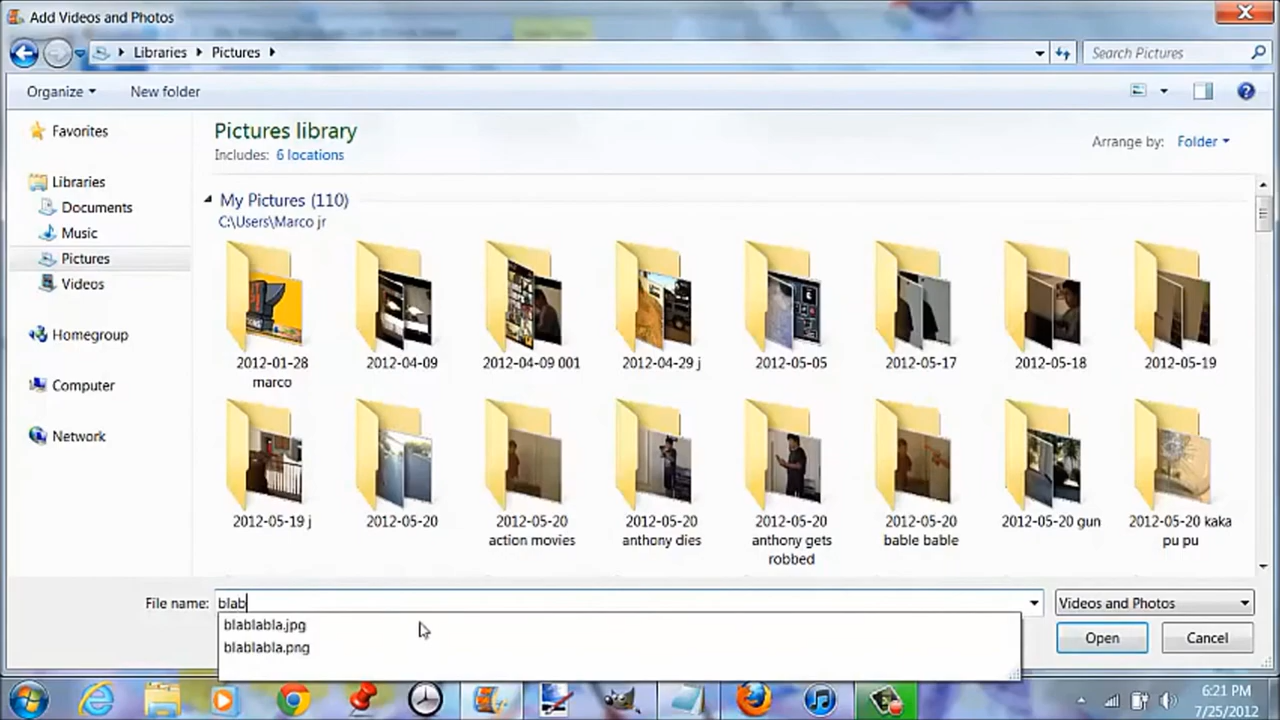 Add Videos and Photos
Libraries Pictures
Search Pictures
Organize New folder
Favorites
Libraries
Documents
Music
Pictures
Videos
Homegroup
Computer
Network
Pictures library
Includes: 6 locations
Arrange by: Folder
My Pictures (110)
C:\Users\Marco jr
2012-01-28 marco
2012-04-09
2012-04-09 001
2012-04-29 j
2012-05-05
2012-05-17
2012-05-18
2012-05-19
2012-05-19 j
2012-05-20
2012-05-20 action movies
2012-05-20 anthony dies
2012-05-20 anthony gets robbed
2012-05-20 bable bable
2012-05-20 gun
2012-05-20 kaka pu pu
File name: blab
Videos and Photos
blablabla.jpg
blablabla.png
Open Cancel
6:21 PM
7/25/2012